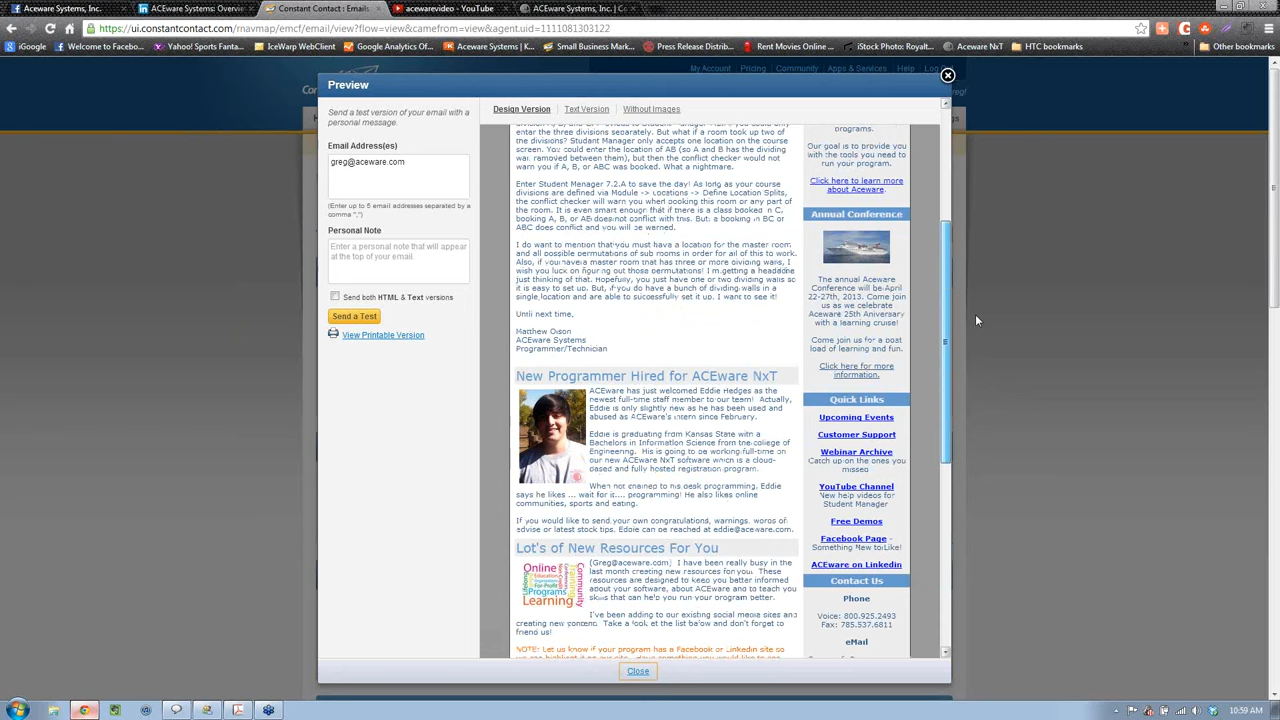 Facebook
ACEware Systems, Inc.
ACEware Systems: Overvie
Constant Contact : Emails
acewarevideo - YouTube
ACEware Systems, Inc. | Co
https://ui.constantcontact.com/rnavmap/emcf/email/view?flow=view&camefrom=view&agent.uid=1111081303122
iGoogle
Welcome to Facebo...
Yahoo! Sports Fanta...
IceWarp WebClient
Google Analytics Of...
Aceware Systems | K...
Small Business Mark...
Press Release Distrib...
Rent Movies Online ...
iStock Photo: Royalt...
Aceware NxT
HTC bookmarks
Other bookmarks
My Account
Pricing
Community
Apps & Services
Help
Log
Preview
Send a test version of your email with a
personal message.
Email Address(es)
greg@aceware.com
(Enter up to 5 email addresses separated by a
comma ",")
Personal Note
Enter a personal note that will appear
at the top of your email.
Send both HTML & Text versions
Send a Test
View Printable Version
Design Version
Text Version
Without Images
enter the three divisions separately. But what if a room took up two of
the divisions? Student Manager only accepts one location on the course
screen. You could enter the location of AB (so A and B has the dividing
wall removed between them), but then the conflict checker would not
warn you if A, B, or ABC was booked. What a nightmare.
Enter Student Manager 7.2.A to save the day! As long as your course
divisions are defined via Module -> Locations -> Define Location Splits,
the conflict checker will warn you when booking this room or any part of
the room. It is even smart enough that if there is a class booked in C,
booking A, B, or AB does not conflict with this. But a booking in BC or
ABC does conflict and you will be warned.
I do want to mention that you must have a location for the master room
and all possible permutations of sub rooms in order for all of this to work.
Also, if you have a master room that has three or more dividing walls, I
wish you luck on figuring out those permutations! I'm getting a headache
just thinking of that. Hopefully, you just have one or two dividing walls so
it is easy to set up. But, if you do have a bunch of dividing walls in a
single location and are able to successfully set it up, I want to see it!
Until next time,
Matthew Olson
ACEware Systems
Programmer/Technician
New Programmer Hired for ACEware NxT
ACEware has just welcomed Eddie Hedges as the
newest full-time staff member to our team! Actually,
Eddie is only slightly new as he has been used and
abused as ACEware's intern since February.
Eddie is graduating from Kansas State with a
Bachelors in Information Science from the college of
Engineering. His is going to be working full-time on
our new ACEware NxT software which is a cloud-
based and fully hosted registration program.
When not chained to his desk programming, Eddie
says he likes ... wait for it.... programming! He also likes online
communities, sports and eating.
If you would like to send your own congratulations, warnings, words of
advise or latest stock tips, Eddie can be reached at eddie@aceware.com.
Lot's of New Resources For You
Online
Programs
Learning
Community
Training
(Greg@aceware.com) I have been really busy in the
last month creating new resources for you. These
resources are designed to keep you better informed
about your software, about ACEware and to teach you
skills that can help you run your program better.
I've been adding to our existing social media sites and
creating new content. Take a look at the list below and don't forget to
friend us!
NOTE: Let us know if your program has a Facebook or Linkedin site so
programs.
Our goal is to provide you
with the tools you need to
run your program.
Click here to learn more
about Aceware.
Annual Conference
The annual Aceware
Conference will be April
22-27th, 2013. Come join
us as we celebrate
Aceware 25th Aniversary
with a learning cruise!
Come join us for a boat
load of learning and fun.
Click here for more
information.
Quick Links
Upcoming Events
Customer Support
Webinar Archive
Catch up on the ones you
missed
YouTube Channel
New help videos for
Student Manager
Free Demos
Facebook Page -
Something New to Like!
ACEware on Linkedin
Contact Us
Phone
Voice: 800.925.2493
Fax: 785.537.6811
eMail
Close
10:59 AM